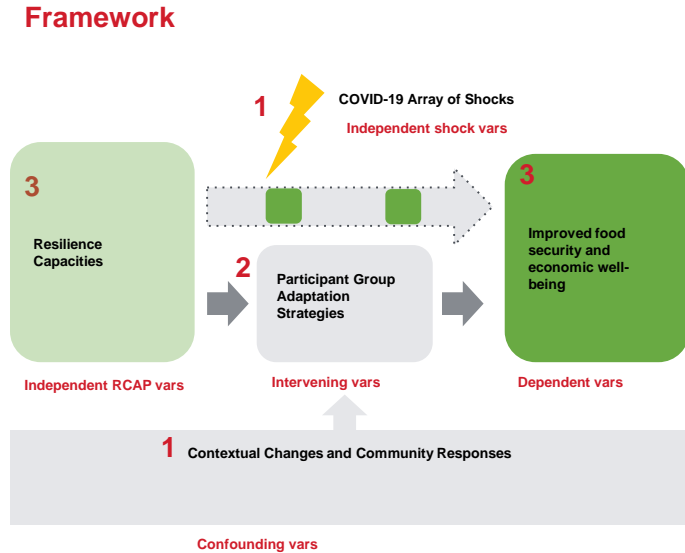 Framework
1
COVID-19 Array of Shocks
Independent shock vars
3
Resilience
Capacities
3
Improved food
security and
economic well-
being
2
Participant Group
Adaptation
Strategies
Independent RCAP vars
Intervening vars
Dependent vars
1
Contextual Changes and Community Responses
Confounding vars